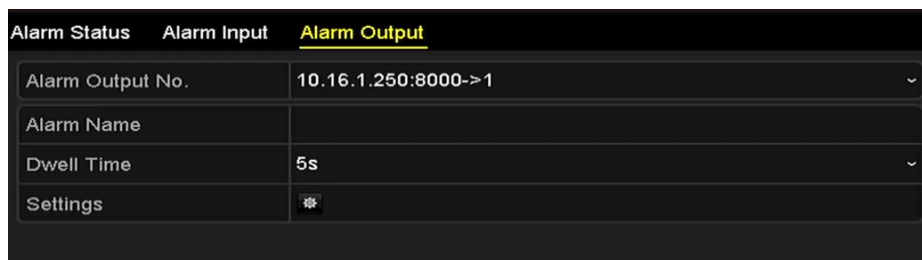 Alarm Status Alarm Input Alarm Output
Alarm Output No. 10.16.1.250:8000->1
Alarm Name
Dwell Time 5s
Settings